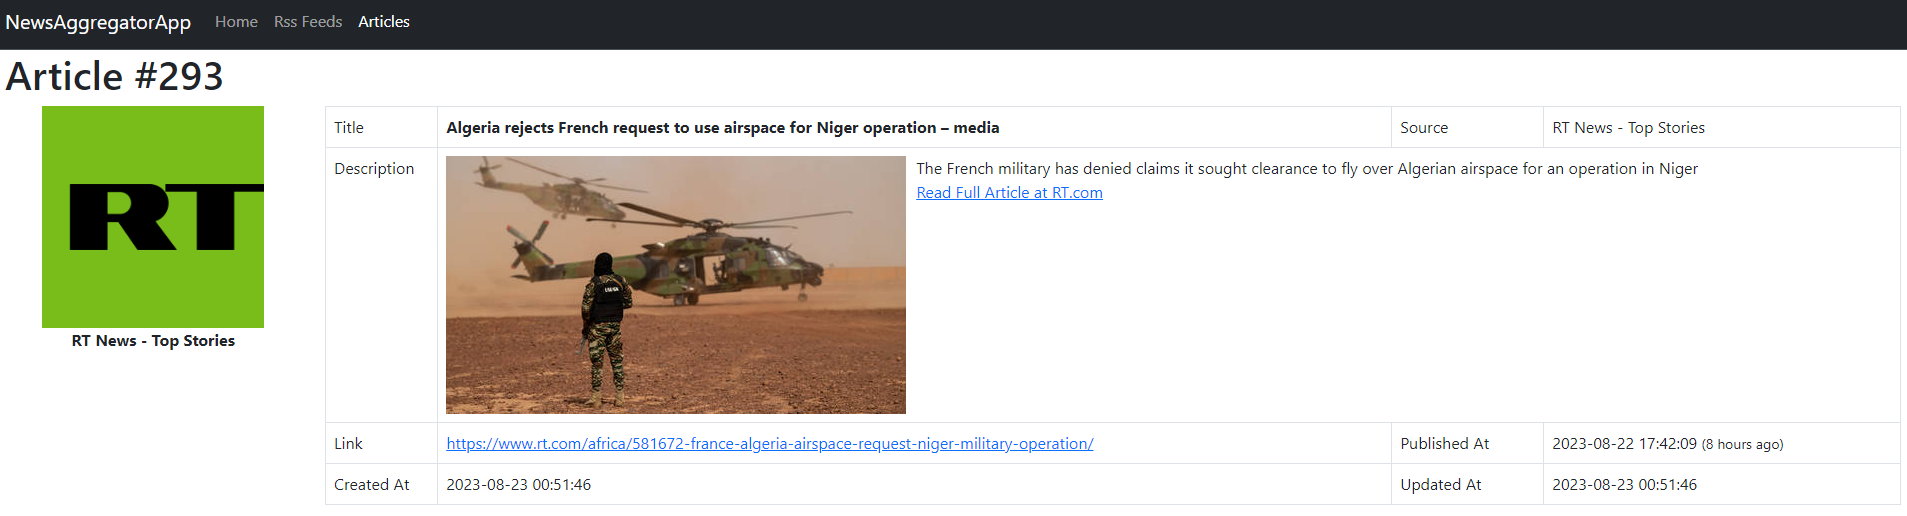 NewsAggregatorApp Home Rss Feeds Articles
Article #293
RT
RT News - Top Stories
Title Algeria rejects French request to use airspace for Niger operation – media Source RT News - Top Stories
Description The French military has denied claims it sought clearance to fly over Algerian airspace for an operation in Niger
Read Full Article at RT.com
Link https://www.rt.com/africa/581672-france-algeria-airspace-request-niger-military-operation/ Published At 2023-08-22 17:42:09 (8 hours ago)
Created At 2023-08-23 00:51:46 Updated At 2023-08-23 00:51:46